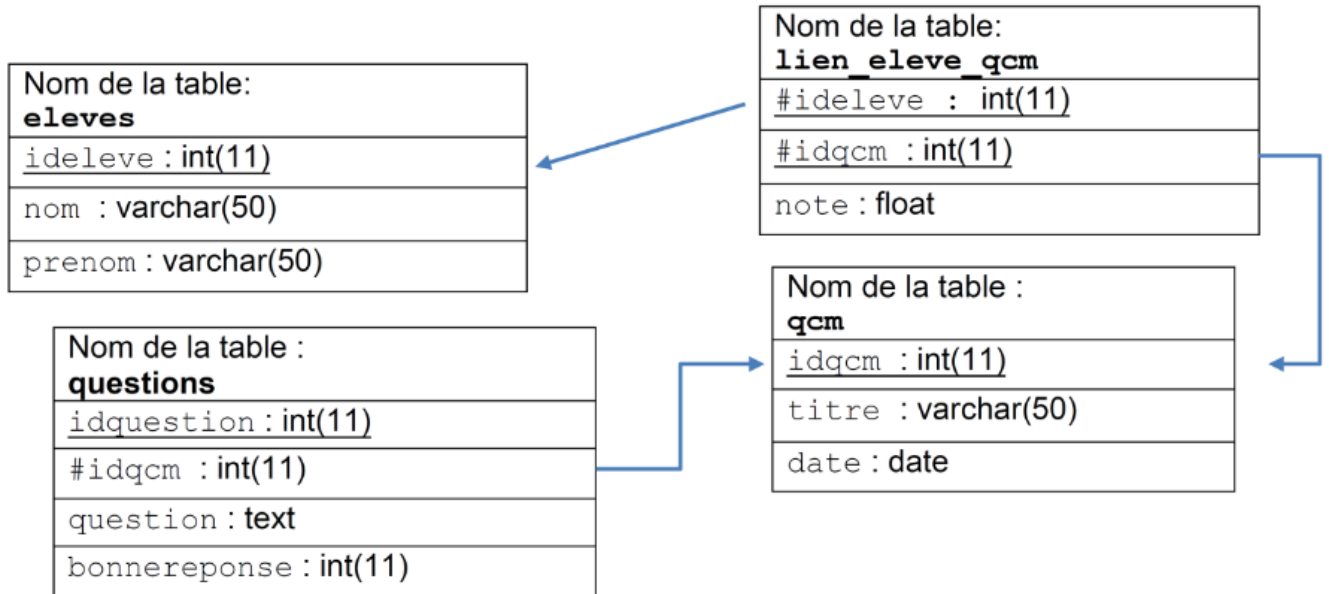 Nom de la table:
eleves
ideleve : int(11)
nom : varchar(50)
prenom : varchar(50)
Nom de la table:
lien_eleve_qcm
#ideleve : int(11)
#idqcm : int(11)
note : float
Nom de la table :
questions
idquestion : int(11)
#idqcm : int(11)
question : text
bonnereponse : int(11)
Nom de la table :
qcm
idqcm : int(11)
titre : varchar(50)
date : date